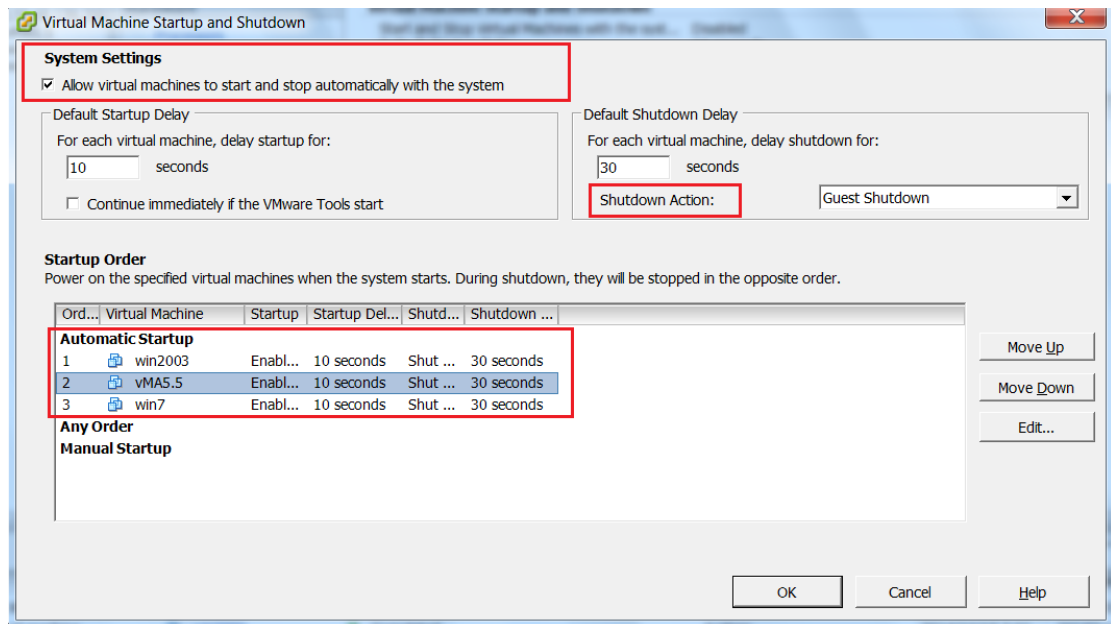 Virtual Machine Startup and Shutdown
System Settings
Allow virtual machines to start and stop automatically with the system
Default Startup Delay
For each virtual machine, delay startup for:
10 seconds
Continue immediately if the VMware Tools start
Default Shutdown Delay
For each virtual machine, delay shutdown for:
30 seconds
Shutdown Action: Guest Shutdown
Startup Order
Power on the specified virtual machines when the system starts. During shutdown, they will be stopped in the opposite order.
Ord... Virtual Machine Startup Startup Del... Shutd... Shutdown ...
Automatic Startup
1 win2003 Enabl... 10 seconds Shut ... 30 seconds
2 vMA5.5 Enabl... 10 seconds Shut ... 30 seconds
3 win7 Enabl... 10 seconds Shut ... 30 seconds
Any Order
Manual Startup
Move Up
Move Down
Edit...
OK Cancel Help